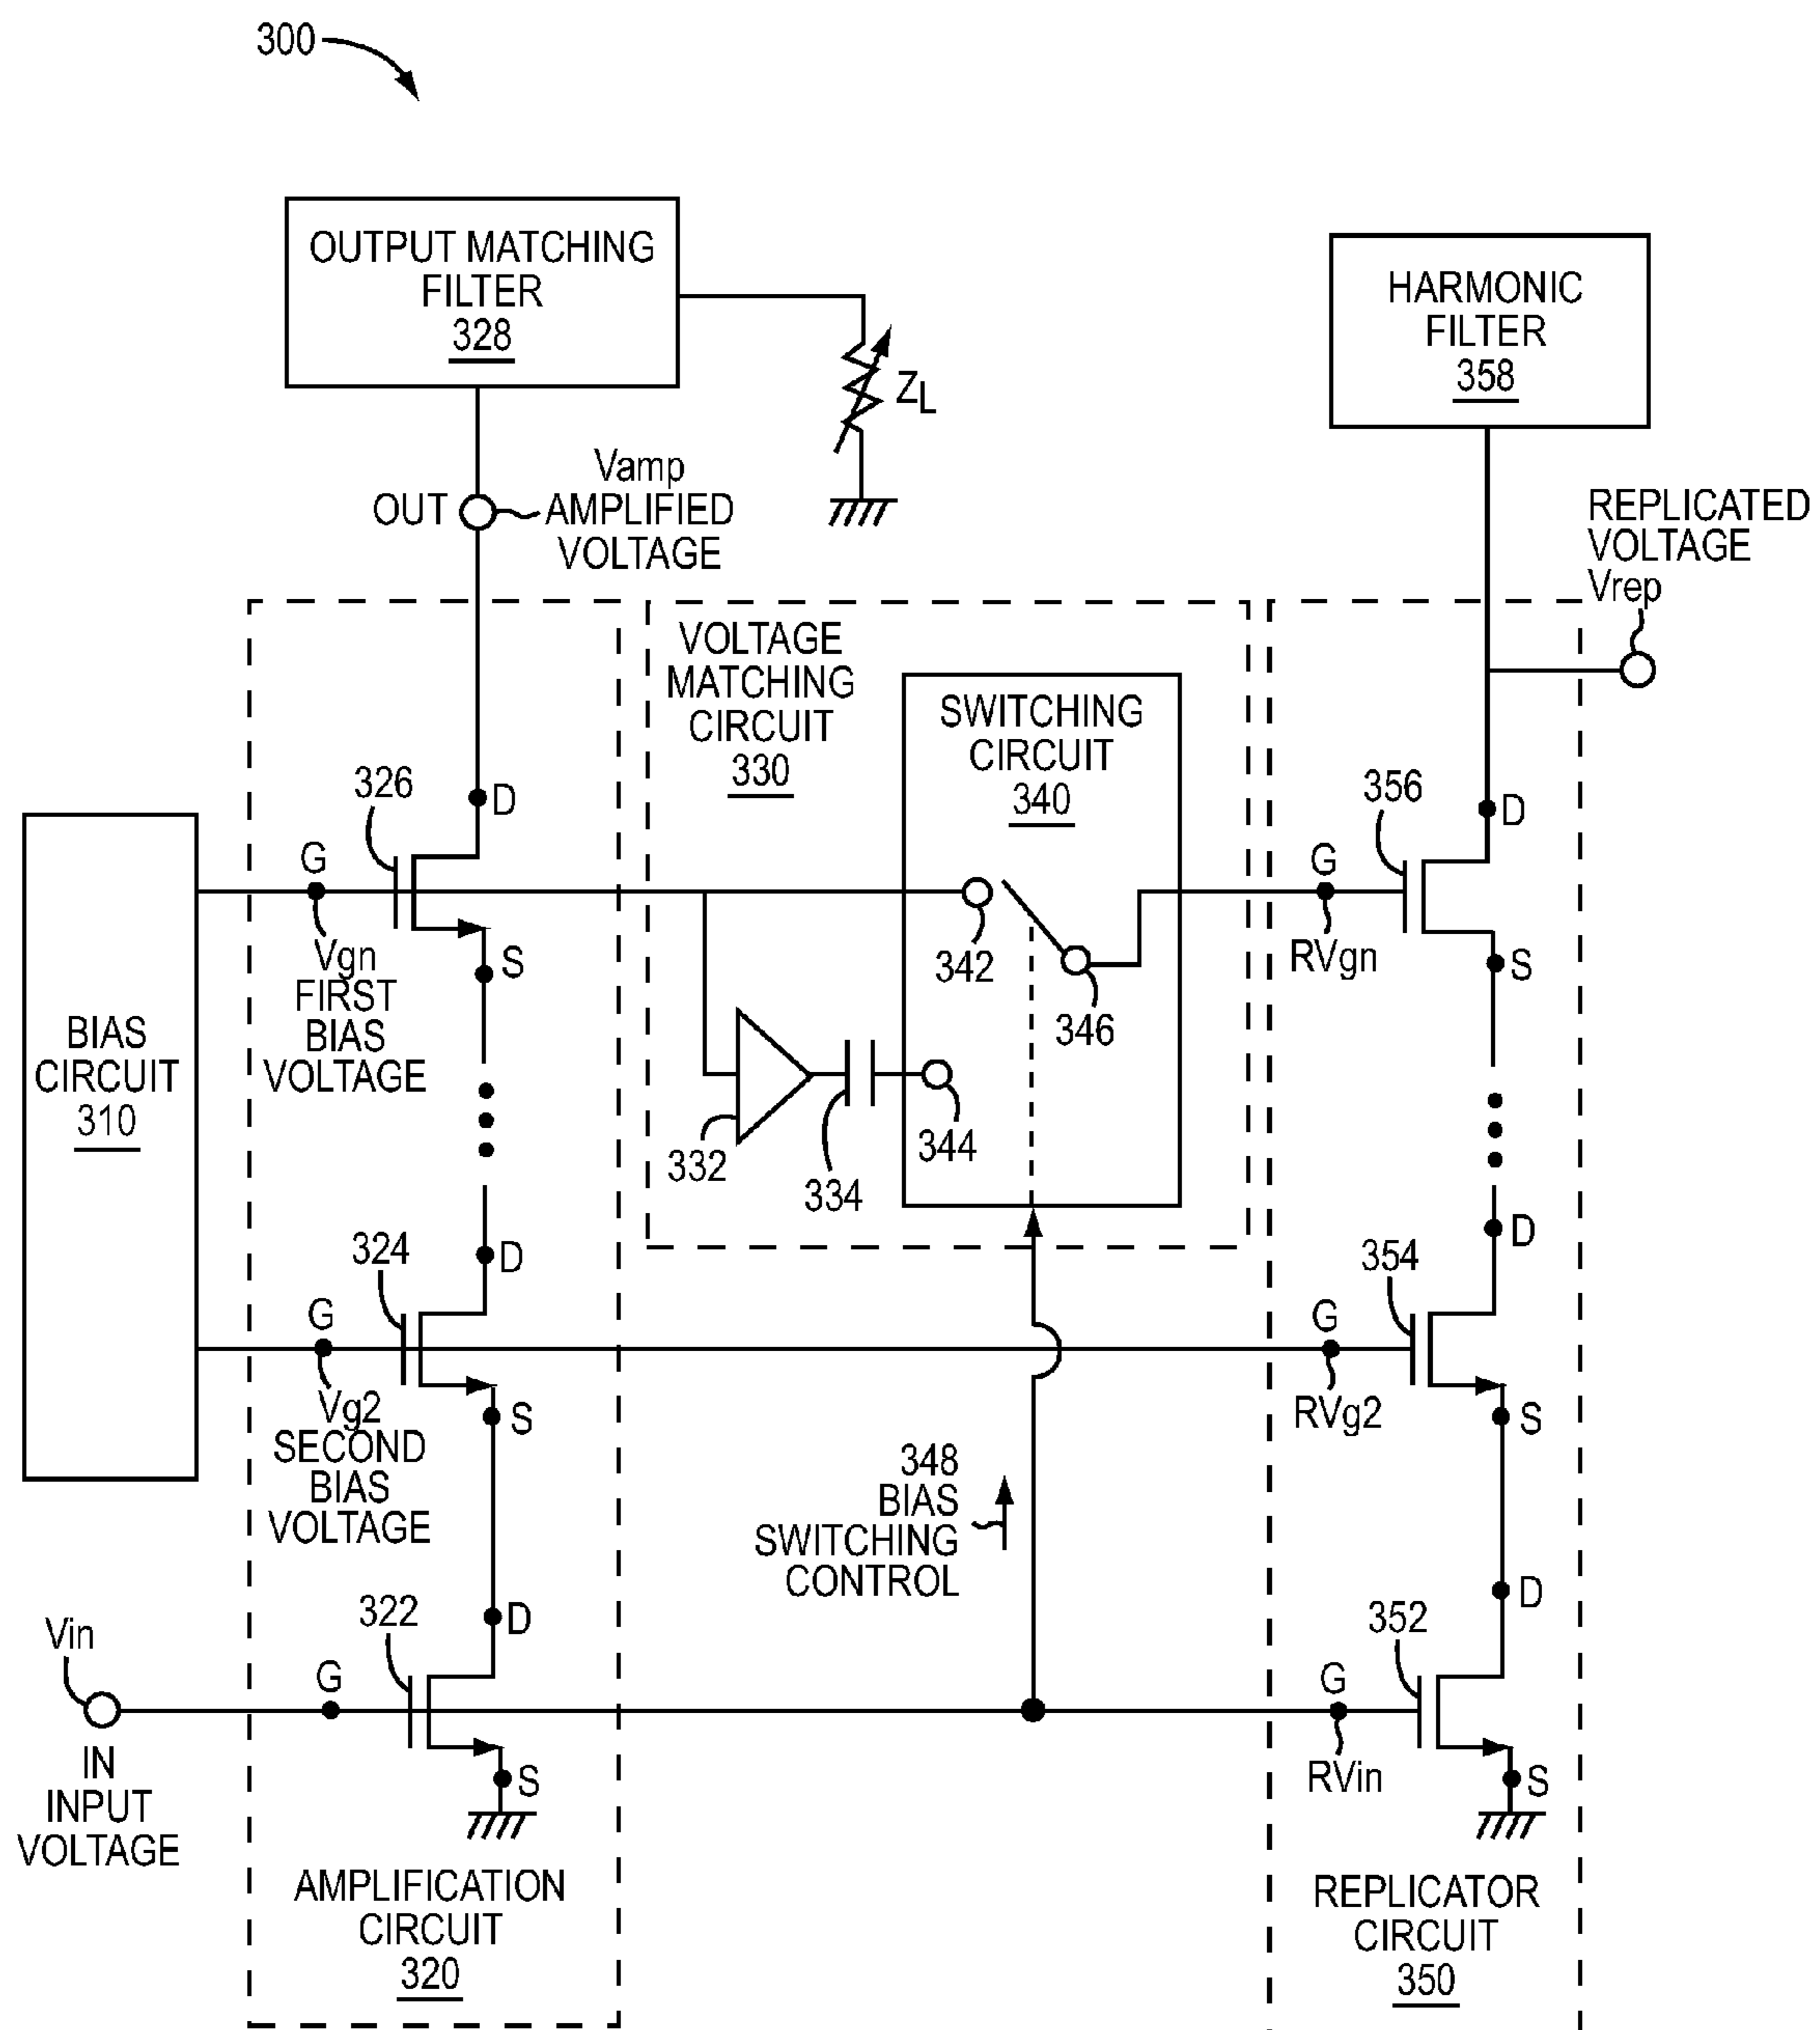 300
OUTPUT MATCHING
FILTER
328
ZL
HARMONIC
FILTER
358
OUT
Vamp
AMPLIFIED
VOLTAGE
REPLICATED
VOLTAGE
Vrep
VOLTAGE
MATCHING
CIRCUIT
330
SWITCHING
CIRCUIT
340
326
D
G
Vgn
FIRST
BIAS
VOLTAGE
S
342
346
344
332
334
356
D
G
RVgn
S
BIAS
CIRCUIT
310
324
D
G
Vg2
SECOND
BIAS
VOLTAGE
S
354
D
G
RVg2
S
348
BIAS
SWITCHING
CONTROL
Vin
IN
INPUT
VOLTAGE
322
D
G
S
352
D
G
RVin
S
AMPLIFICATION
CIRCUIT
320
REPLICATOR
CIRCUIT
350